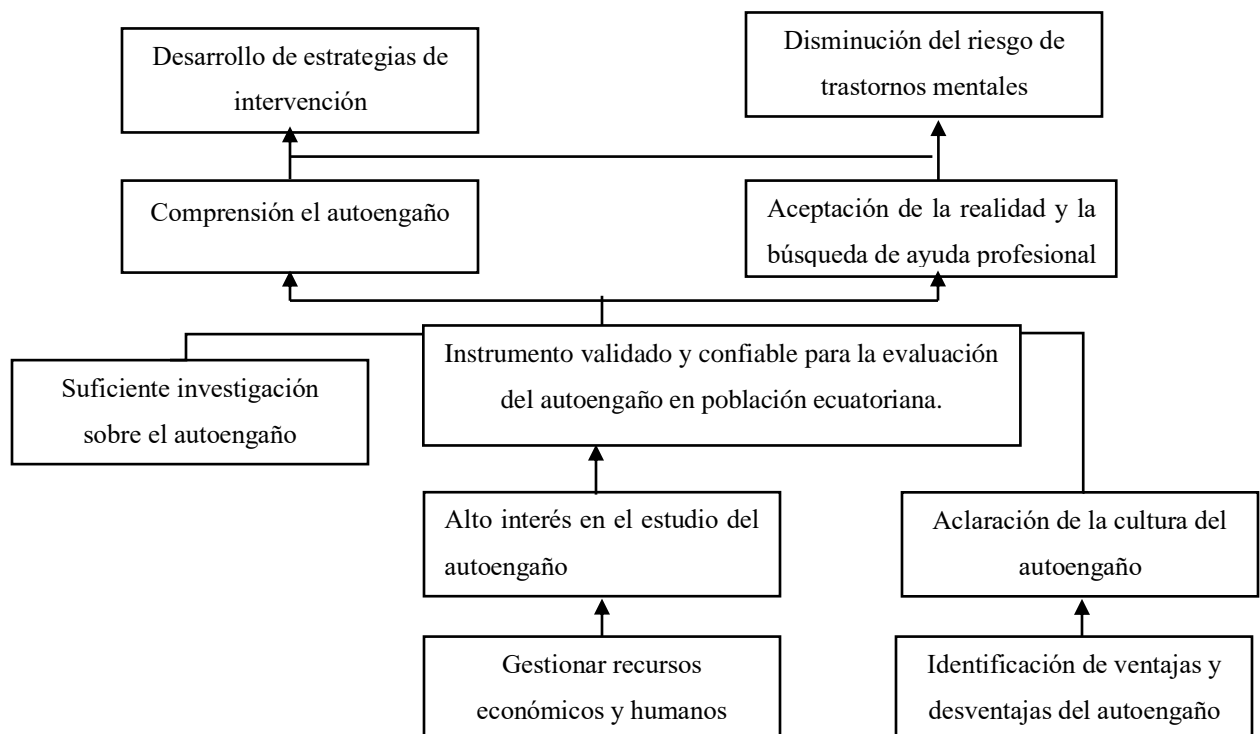 Desarrollo de estrategias de
intervención
Disminución del riesgo de
trastornos mentales
Comprensión el autoengaño
Aceptación de la realidad y la
búsqueda de ayuda profesional
Instrumento validado y confiable para la evaluación
del autoengaño en población ecuatoriana.
Suficiente investigación
sobre el autoengaño
Alto interés en el estudio del
autoengaño
Aclaración de la cultura del
autoengaño
Gestionar recursos
económicos y humanos
Identificación de ventajas y
desventajas del autoengaño